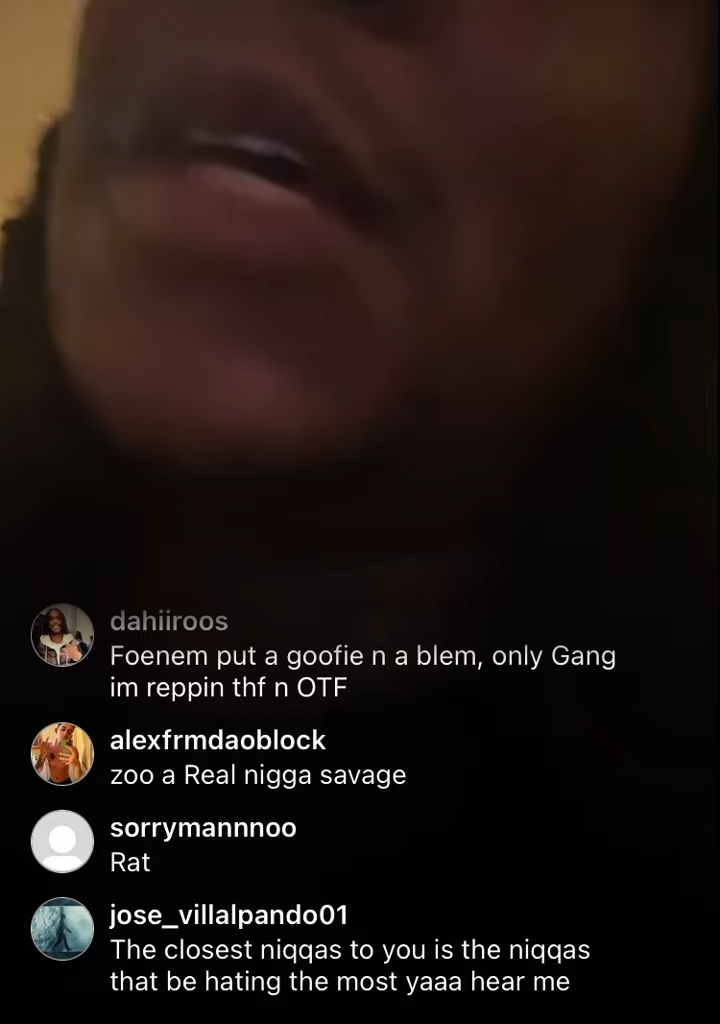 dahiiroos
Foenem put a goofie n a blem, only Gang
im reppin thf n OTF
alexfrmdaoblock
zoo a Real nigga savage
sorrymannnoo
Rat
jose_villalpando01
The closest niqqas to you is the niqqas
that be hating the most yaaa hear me